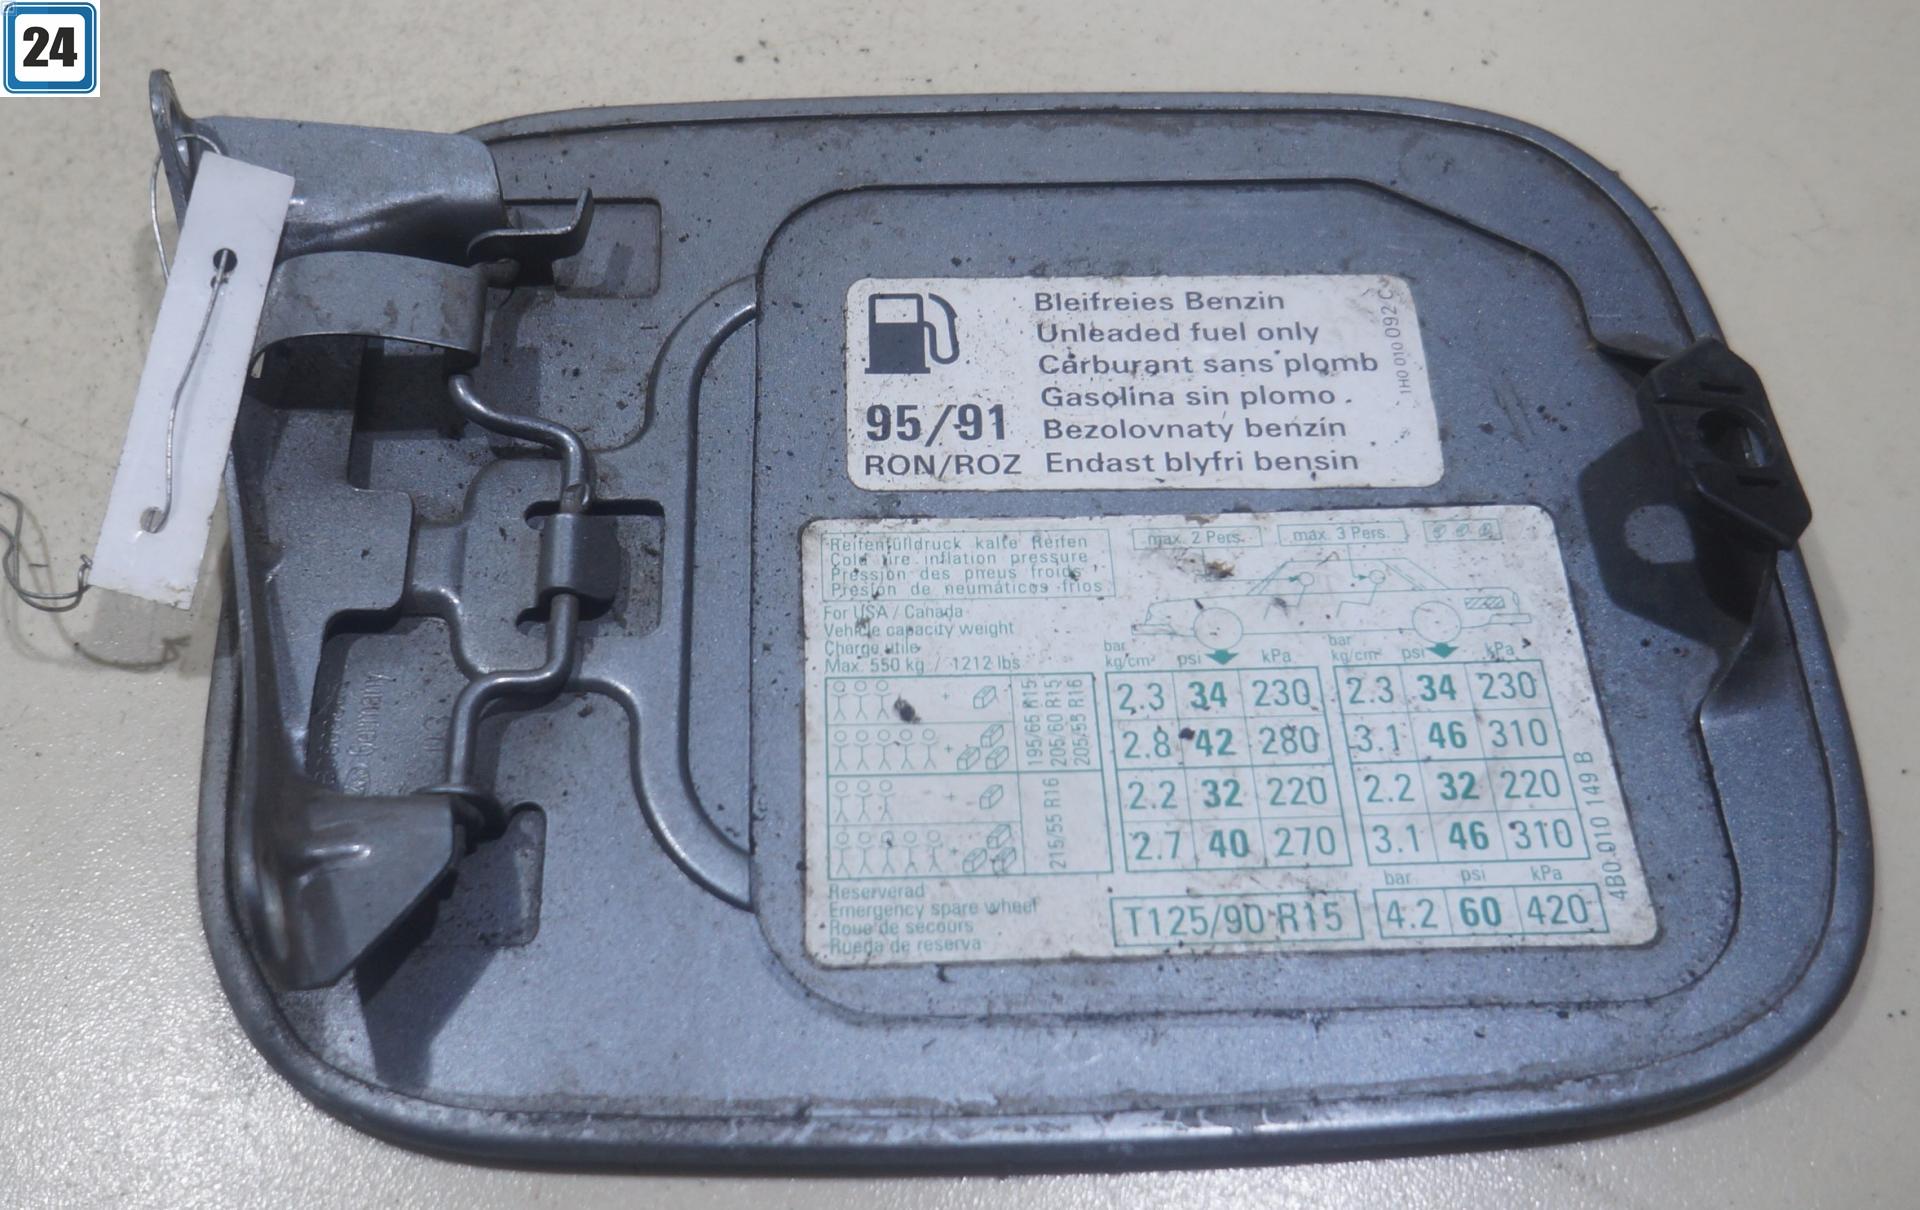 24
Bleifreies Benzin
Unleaded fuel only
Carburant sans plomb
Gasolina sin plomo
Bezolovnatý benzín
Endast blyfri bensin
95/91
RON/ROZ
1H0 010 092 C
Reifenfülldruck kalte Reifen
Cold tire inflation pressure
Pression des pneus froids
Presión de neumáticos frios
For USA / Canada
Vehicle capacity weight
Charge utile
Max. 550 kg / 1212 lbs
max. 2 Pers.
max. 3 Pers.
bar psi kPa bar psi kPa
kg/cm² kg/cm²
195/65 R15
205/60 R15
205/55 R16
2.3 34 230 2.3 34 230
2.8 42 280 3.1 46 310
215/55 R16
2.2 32 220 2.2 32 220
2.7 40 270 3.1 46 310
Reserverad
Emergency spare wheel
Roue de secours
Rueda de reserva
T125/90 R15
bar psi kPa
4.2 60 420
4B0 010 149 B
Germany